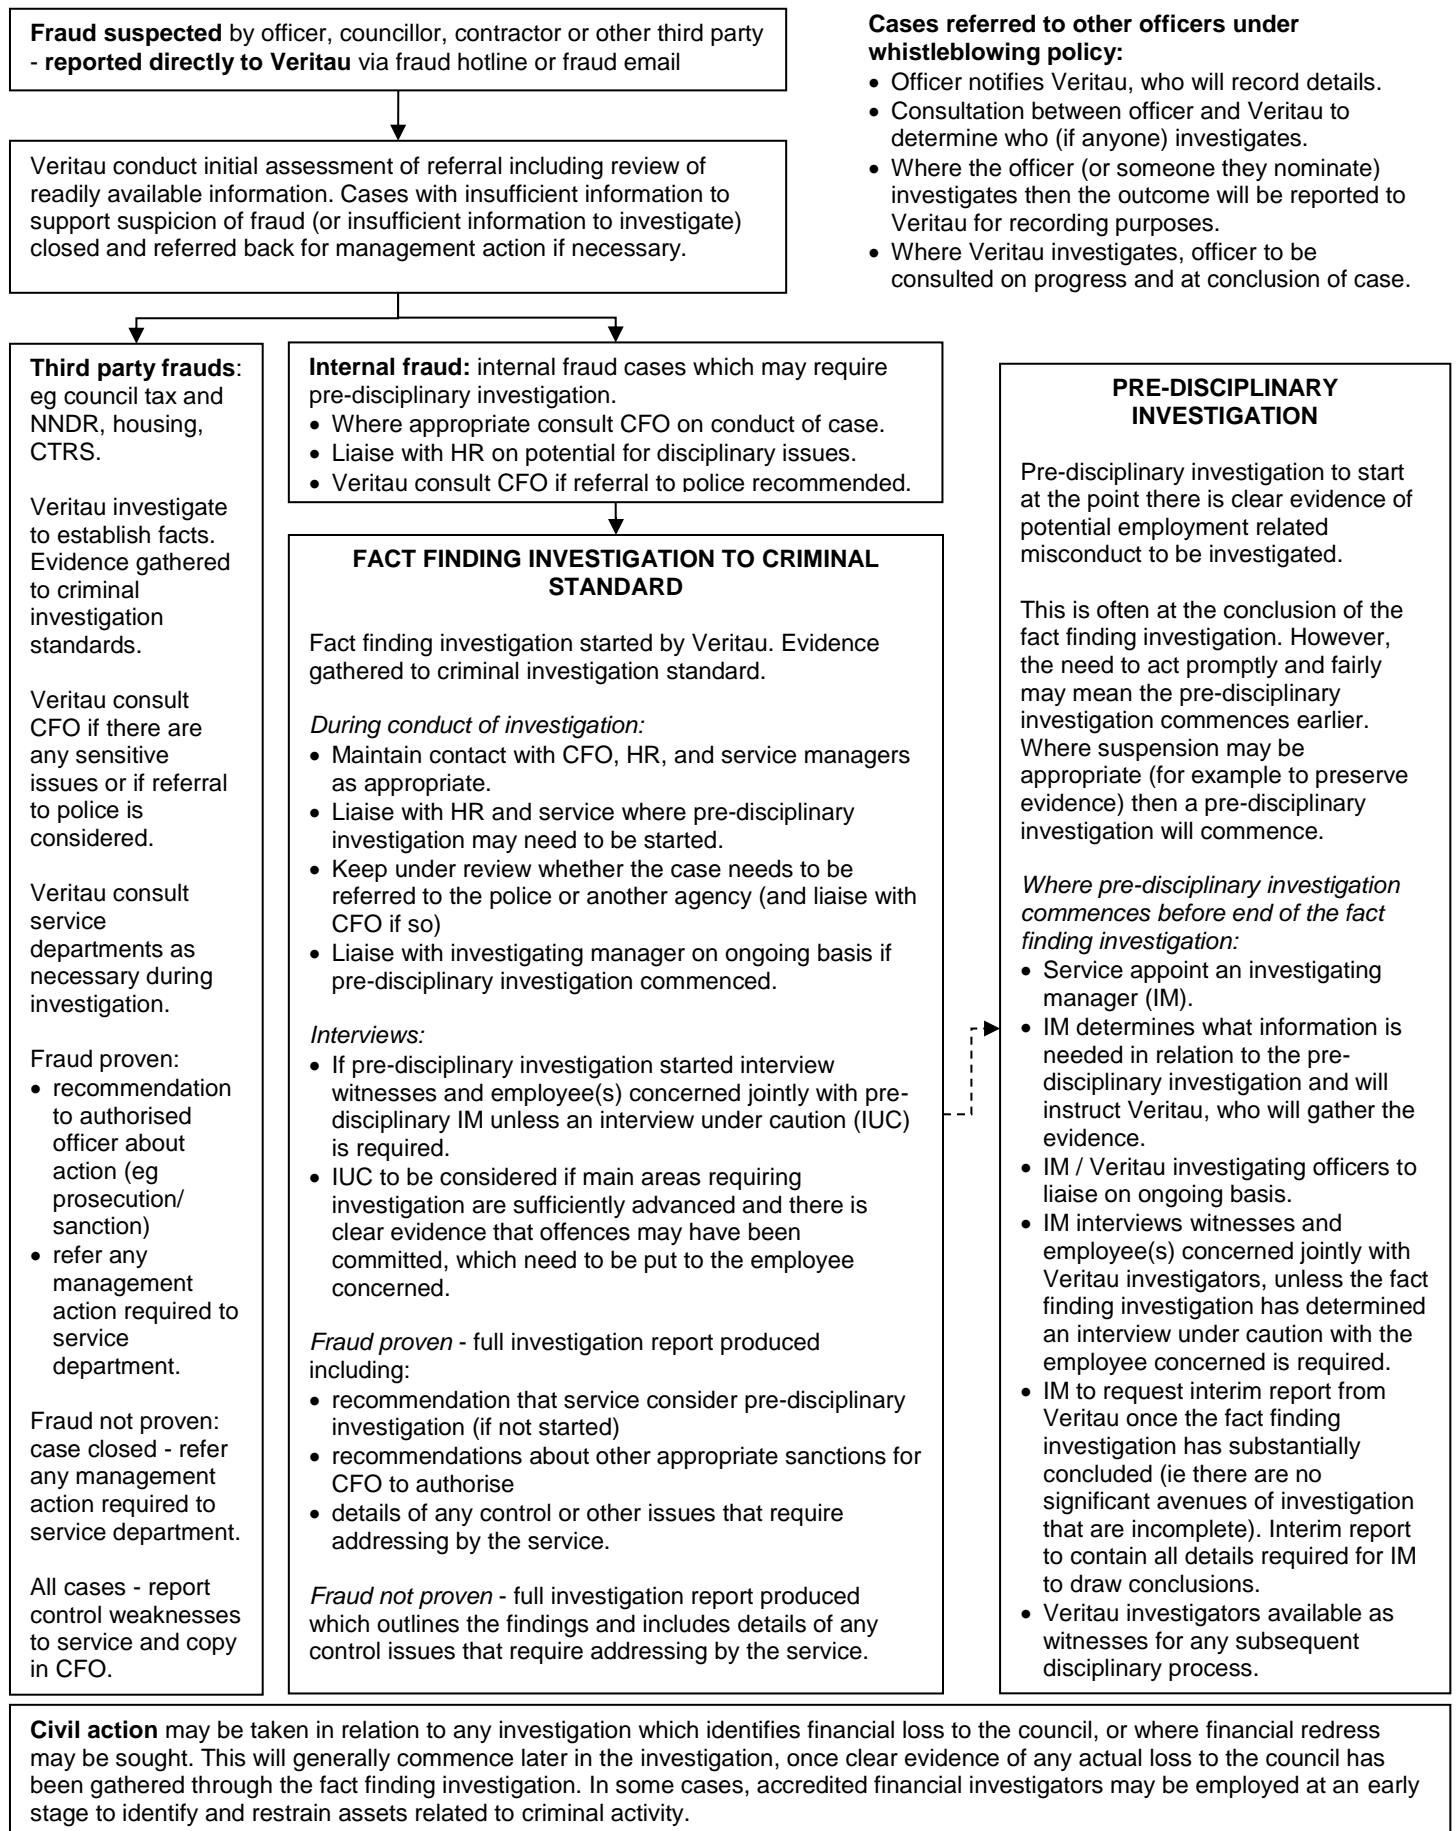 Fraud suspected by officer, councillor, contractor or other third party
- reported directly to Veritau via fraud hotline or fraud email
Cases referred to other officers under
whistleblowing policy:
• Officer notifies Veritau, who will record details.
• Consultation between officer and Veritau to
determine who (if anyone) investigates.
• Where the officer (or someone they nominate)
investigates then the outcome will be reported to
Veritau for recording purposes.
• Where Veritau investigates, officer to be
consulted on progress and at conclusion of case.
Veritau conduct initial assessment of referral including review of
readily available information. Cases with insufficient information to
support suspicion of fraud (or insufficient information to investigate)
closed and referred back for management action if necessary.
Third party frauds:
eg council tax and
NNDR, housing,
CTRS.
Veritau investigate
to establish facts.
Evidence gathered
to criminal
investigation
standards.
Veritau consult
CFO if there are
any sensitive
issues or if referral
to police is
considered.
Veritau consult
service
departments as
necessary during
investigation.
Fraud proven:
• recommendation
to authorised
officer about
action (eg
prosecution/
sanction)
• refer any
management
action required to
service
department.
Fraud not proven:
case closed - refer
any management
action required to
service department.
All cases - report
control weaknesses
to service and copy
in CFO.
Internal fraud: internal fraud cases which may require
pre-disciplinary investigation.
• Where appropriate consult CFO on conduct of case.
• Liaise with HR on potential for disciplinary issues.
• Veritau consult CFO if referral to police recommended.
FACT FINDING INVESTIGATION TO CRIMINAL
STANDARD
Fact finding investigation started by Veritau. Evidence
gathered to criminal investigation standard.
During conduct of investigation:
• Maintain contact with CFO, HR, and service managers
as appropriate.
• Liaise with HR and service where pre-disciplinary
investigation may need to be started.
• Keep under review whether the case needs to be
referred to the police or another agency (and liaise with
CFO if so)
• Liaise with investigating manager on ongoing basis if
pre-disciplinary investigation commenced.
Interviews:
• If pre-disciplinary investigation started interview
witnesses and employee(s) concerned jointly with pre-
disciplinary IM unless an interview under caution (IUC)
is required.
• IUC to be considered if main areas requiring
investigation are sufficiently advanced and there is
clear evidence that offences may have been
committed, which need to be put to the employee
concerned.
Fraud proven - full investigation report produced
including:
• recommendation that service consider pre-disciplinary
investigation (if not started)
• recommendations about other appropriate sanctions for
CFO to authorise
• details of any control or other issues that require
addressing by the service.
Fraud not proven - full investigation report produced
which outlines the findings and includes details of any
control issues that require addressing by the service.
PRE-DISCIPLINARY
INVESTIGATION
Pre-disciplinary investigation to start
at the point there is clear evidence of
potential employment related
misconduct to be investigated.
This is often at the conclusion of the
fact finding investigation. However,
the need to act promptly and fairly
may mean the pre-disciplinary
investigation commences earlier.
Where suspension may be
appropriate (for example to preserve
evidence) then a pre-disciplinary
investigation will commence.
Where pre-disciplinary investigation
commences before end of the fact
finding investigation:
• Service appoint an investigating
manager (IM).
• IM determines what information is
needed in relation to the pre-
disciplinary investigation and will
instruct Veritau, who will gather the
evidence.
• IM / Veritau investigating officers to
liaise on ongoing basis.
• IM interviews witnesses and
employee(s) concerned jointly with
Veritau investigators, unless the fact
finding investigation has determined
an interview under caution with the
employee concerned is required.
• IM to request interim report from
Veritau once the fact finding
investigation has substantially
concluded (ie there are no
significant avenues of investigation
that are incomplete). Interim report
to contain all details required for IM
to draw conclusions.
• Veritau investigators available as
witnesses for any subsequent
disciplinary process.
Civil action may be taken in relation to any investigation which identifies financial loss to the council, or where financial redress
may be sought. This will generally commence later in the investigation, once clear evidence of any actual loss to the council has
been gathered through the fact finding investigation. In some cases, accredited financial investigators may be employed at an early
stage to identify and restrain assets related to criminal activity.